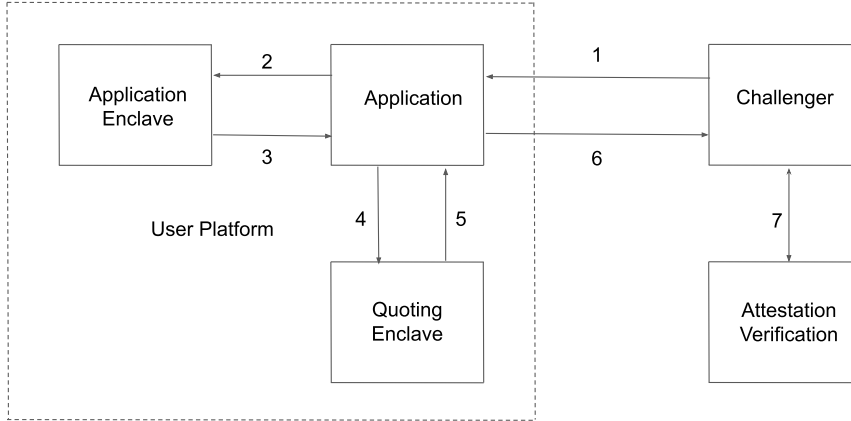 Application
Enclave
2
3
Application
1
6
Challenger
User Platform
4
5
7
Quoting
Enclave
Attestation
Verification